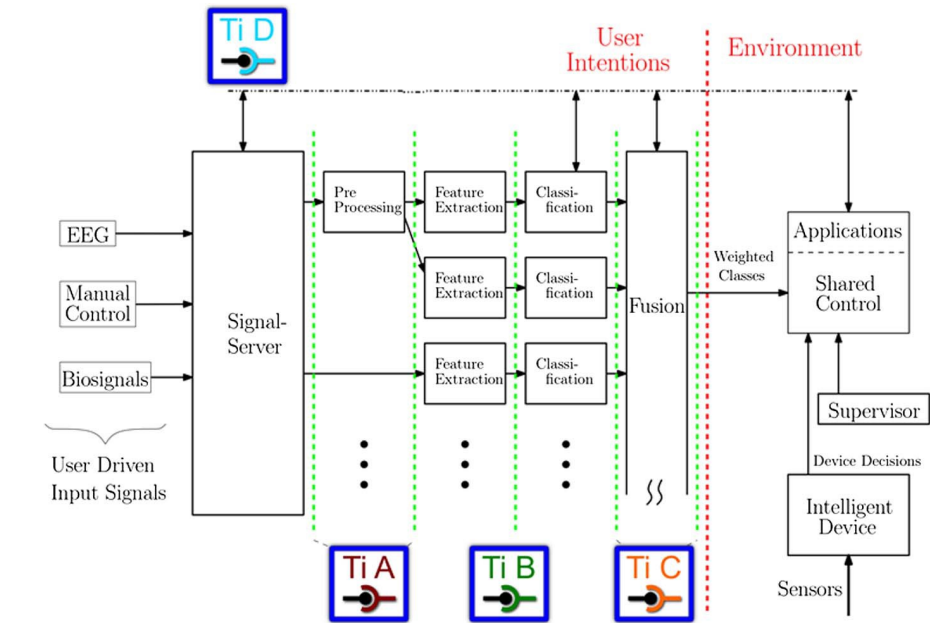 Ti D
User
Intentions
Environment
EEG
Manual
Control
Biosignals
User Driven
Input Signals
Signal-
Server
Pre
Processing
Feature
Extraction
Classi-
fication
Feature
Extraction
Classi-
fication
Feature
Extraction
Classi-
fication
Fusion
Weighted
Classes
Applications
Shared
Control
Supervisor
Device Decisions
Intelligent
Device
Sensors
Ti A
Ti B
Ti C